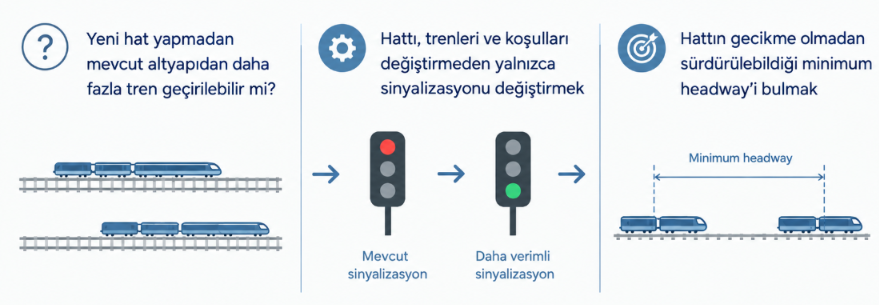 ?
Yeni hat yapmadan
mevcut altyapıdan daha
fazla tren geçirilebilir mi?
Hattı, trenleri ve koşulları
değiştirmeden yalnızca
sinyalizasyonu değiştirmek
Mevcut
sinyalizasyon
Daha verimli
sinyalizasyon
Hattın gecikme olmadan
sürdürülebildiği minimum
headway’i bulmak
Minimum headway